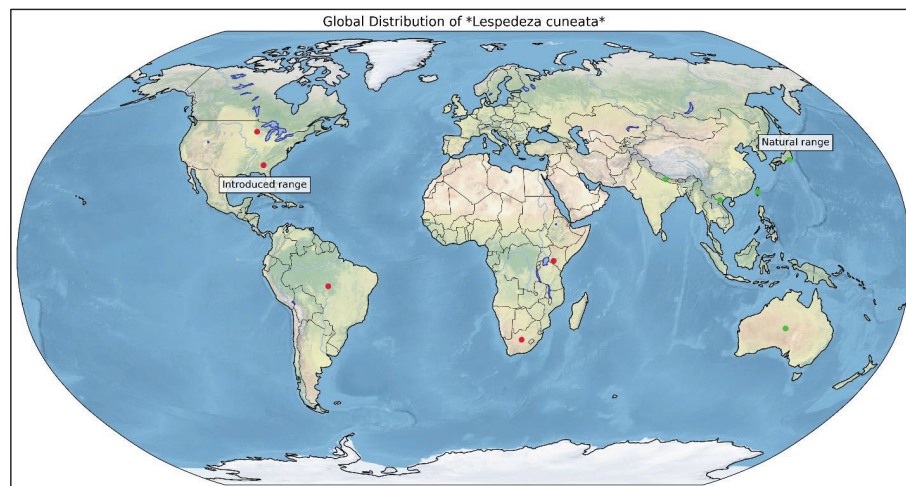 Global Distribution of *Lespedeza cuneata*
Natural range
Introduced range